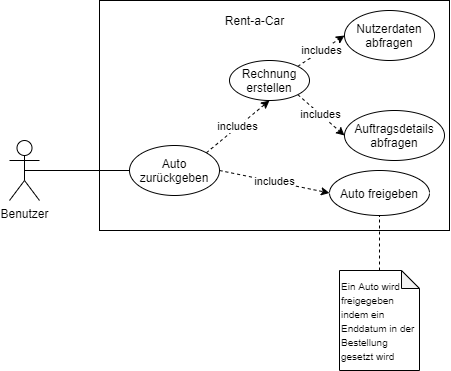 Rent-a-Car
Nutzerdaten
abfragen
includes
Rechnung
erstellen
includes
includes
Auftragsdetails
abfragen
Auto
zurückgeben
includes
Auto freigeben
Benutzer
Ein Auto wird
freigegeben
indem ein
Enddatum in der
Bestellung
gesetzt wird